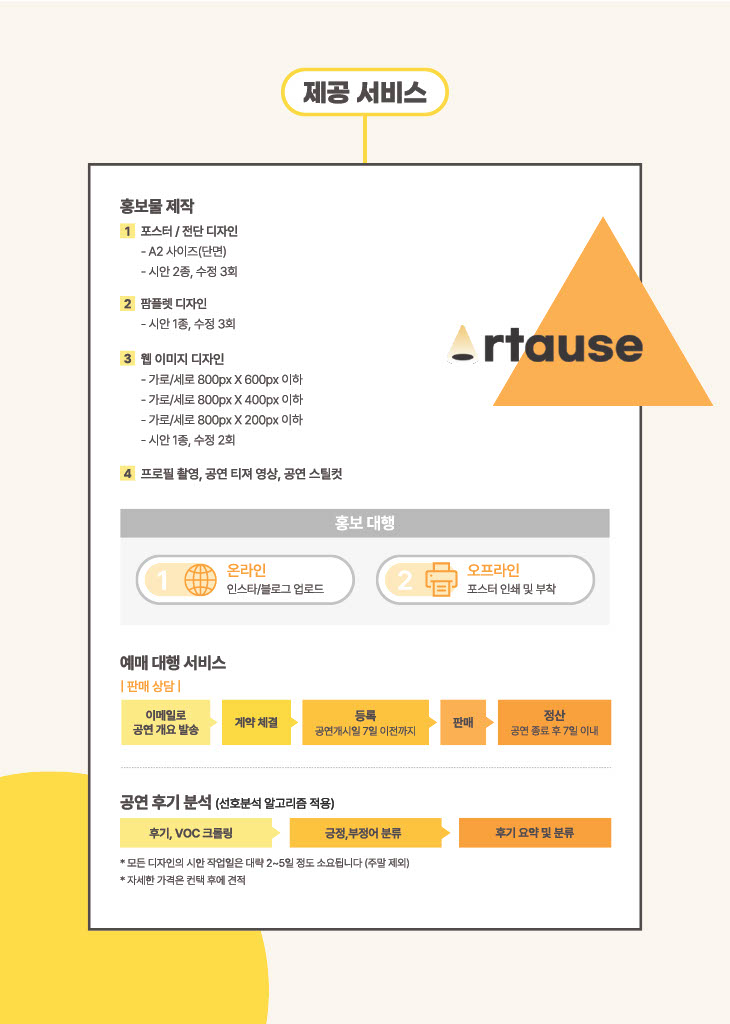 제공 서비스
홍보물 제작
1 포스터 / 전단 디자인
- A2 사이즈(단면)
- 시안 2종, 수정 3회
2 팜플렛 디자인
- 시안 1종, 수정 3회
3 웹 이미지 디자인
- 가로/세로 800px X 600px 이하
- 가로/세로 800px X 400px 이하
- 가로/세로 800px X 200px 이하
- 시안 1종, 수정 2회
rtause
4 프로필 촬영, 공연 티져 영상, 공연 스틸컷
홍보 대행
1 온라인
인스타/블로그 업로드
2 오프라인
포스터 인쇄 및 부착
예매 대행 서비스
| 판매 상담 |
이메일로
공연 개요 발송
계약 체결
등록
공연개시일 7일 이전까지
판매
정산
공연 종료 후 7일 이내
공연 후기 분석 (선호분석 알고리즘 적용)
후기, VOC 크롤링
긍정,부정어 분류
후기 요약 및 분류
* 모든 디자인의 시안 작업일은 대략 2~5일 정도 소요됩니다 (주말 제외)
* 자세한 가격은 컨택 후에 견적